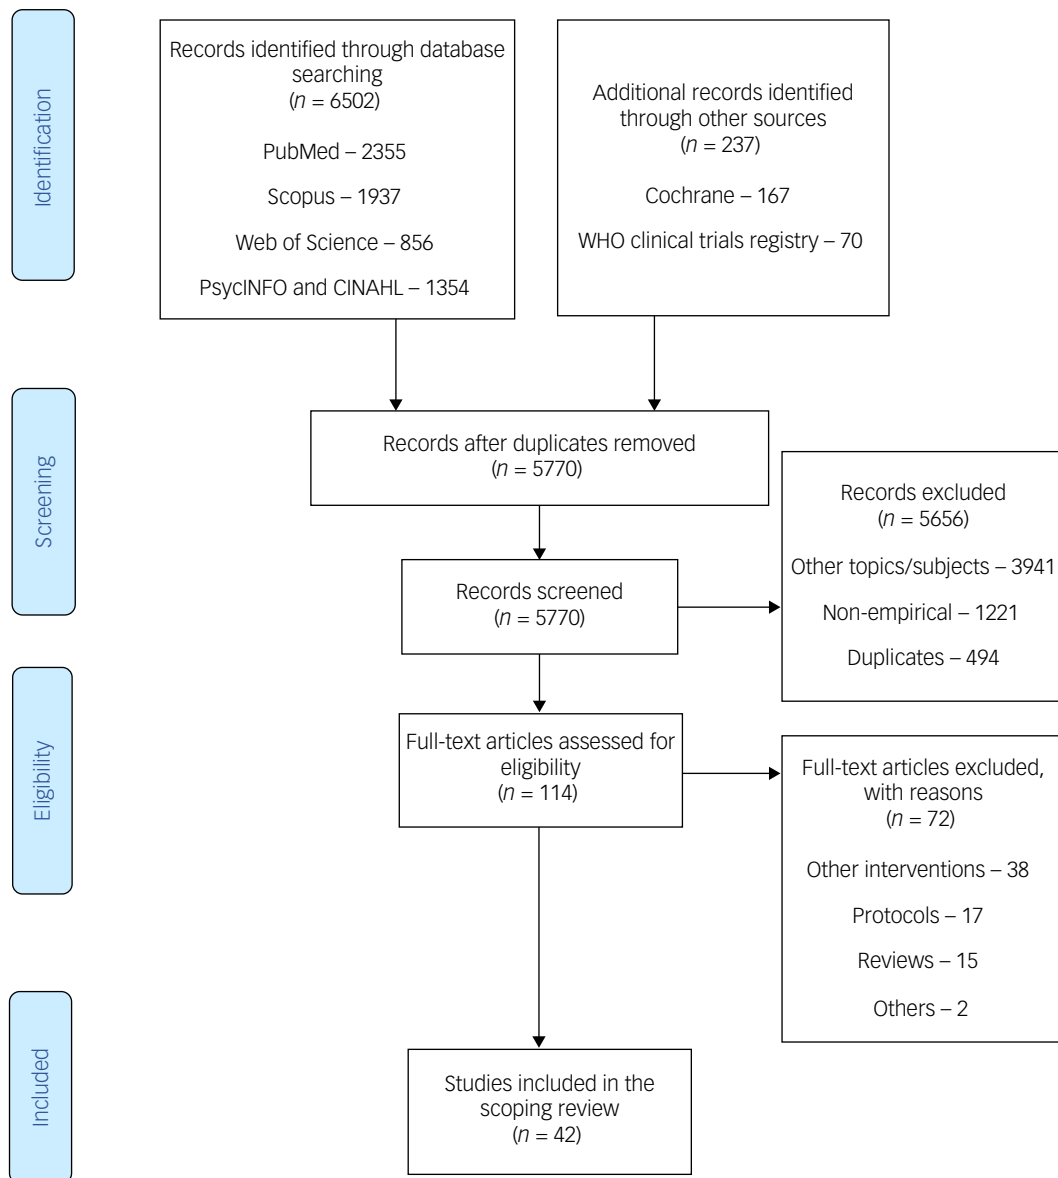 Identification
Records identified through database
searching
(n = 6502)
PubMed – 2355
Scopus – 1937
Web of Science – 856
PsycINFO and CINAHL – 1354
Additional records identified
through other sources
(n = 237)
Cochrane – 167
WHO clinical trials registry – 70
Screening
Records after duplicates removed
(n = 5770)
Records screened
(n = 5770)
Records excluded
(n = 5656)
Other topics/subjects – 3941
Non-empirical – 1221
Duplicates – 494
Eligibility
Full-text articles assessed for
eligibility
(n = 114)
Full-text articles excluded,
with reasons
(n = 72)
Other interventions – 38
Protocols – 17
Reviews – 15
Others – 2
Included
Studies included in the
scoping review
(n = 42)